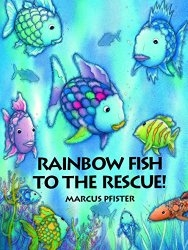 RAINBOW FISH
TO THE RESCUE!
MARCUS PFISTER